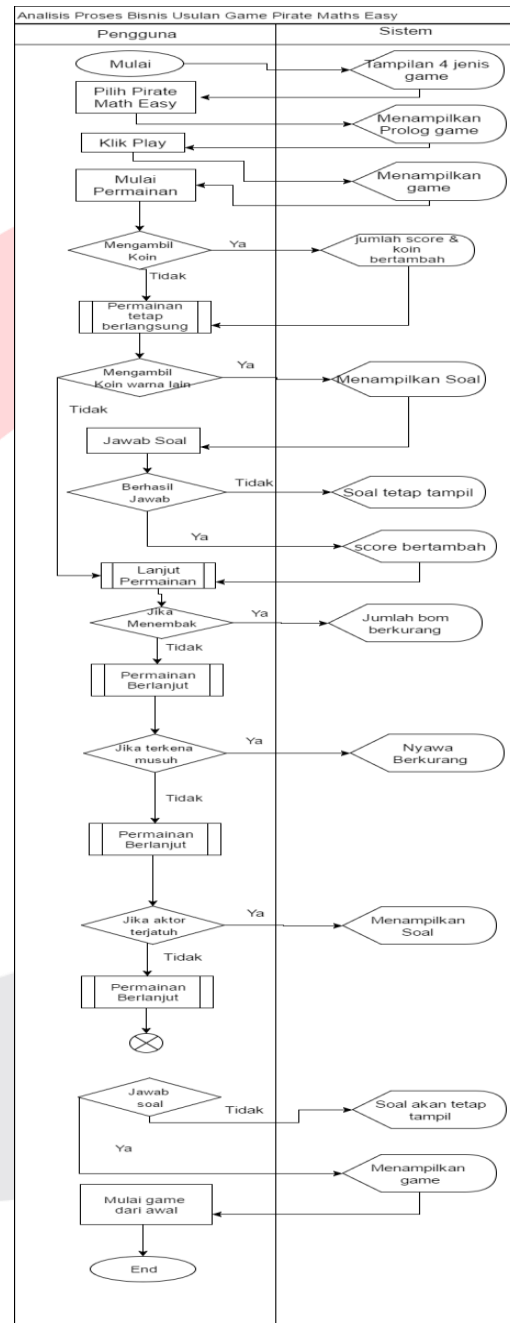 Analisis Proses Bisnis Usulan Game Pirate Maths Easy
Pengguna
Sistem
Mulai
Tampilan 4 jenis
game
Pilih Pirate
Math Easy
Menampilkan
Prolog game
Klik Play
Menampilkan
game
Mulai
Permainan
Mengambil
Koin
Ya
jumlah score &
koin
bertambah
Tidak
Permainan
tetap
berlangsung
Mengambil
Koin warna lain
Ya
Menampilkan Soal
Tidak
Jawab Soal
Berhasil
Jawab
Tidak
Soal tetap tampil
Ya
score bertambah
Lanjut
Permainan
Jika
Menembak
Ya
Jumlah bom
berkurang
Tidak
Permainan
Berlanjut
Jika terkena
musuh
Ya
Nyawa
Berkurang
Tidak
Permainan
Berlanjut
Jika aktor
terjatuh
Ya
Menampilkan
Soal
Tidak
Permainan
Berlanjut
Jawab
soal
Tidak
Soal akan tetap
tampil
Ya
Menampilkan
game
Mulai game
dari awal
End